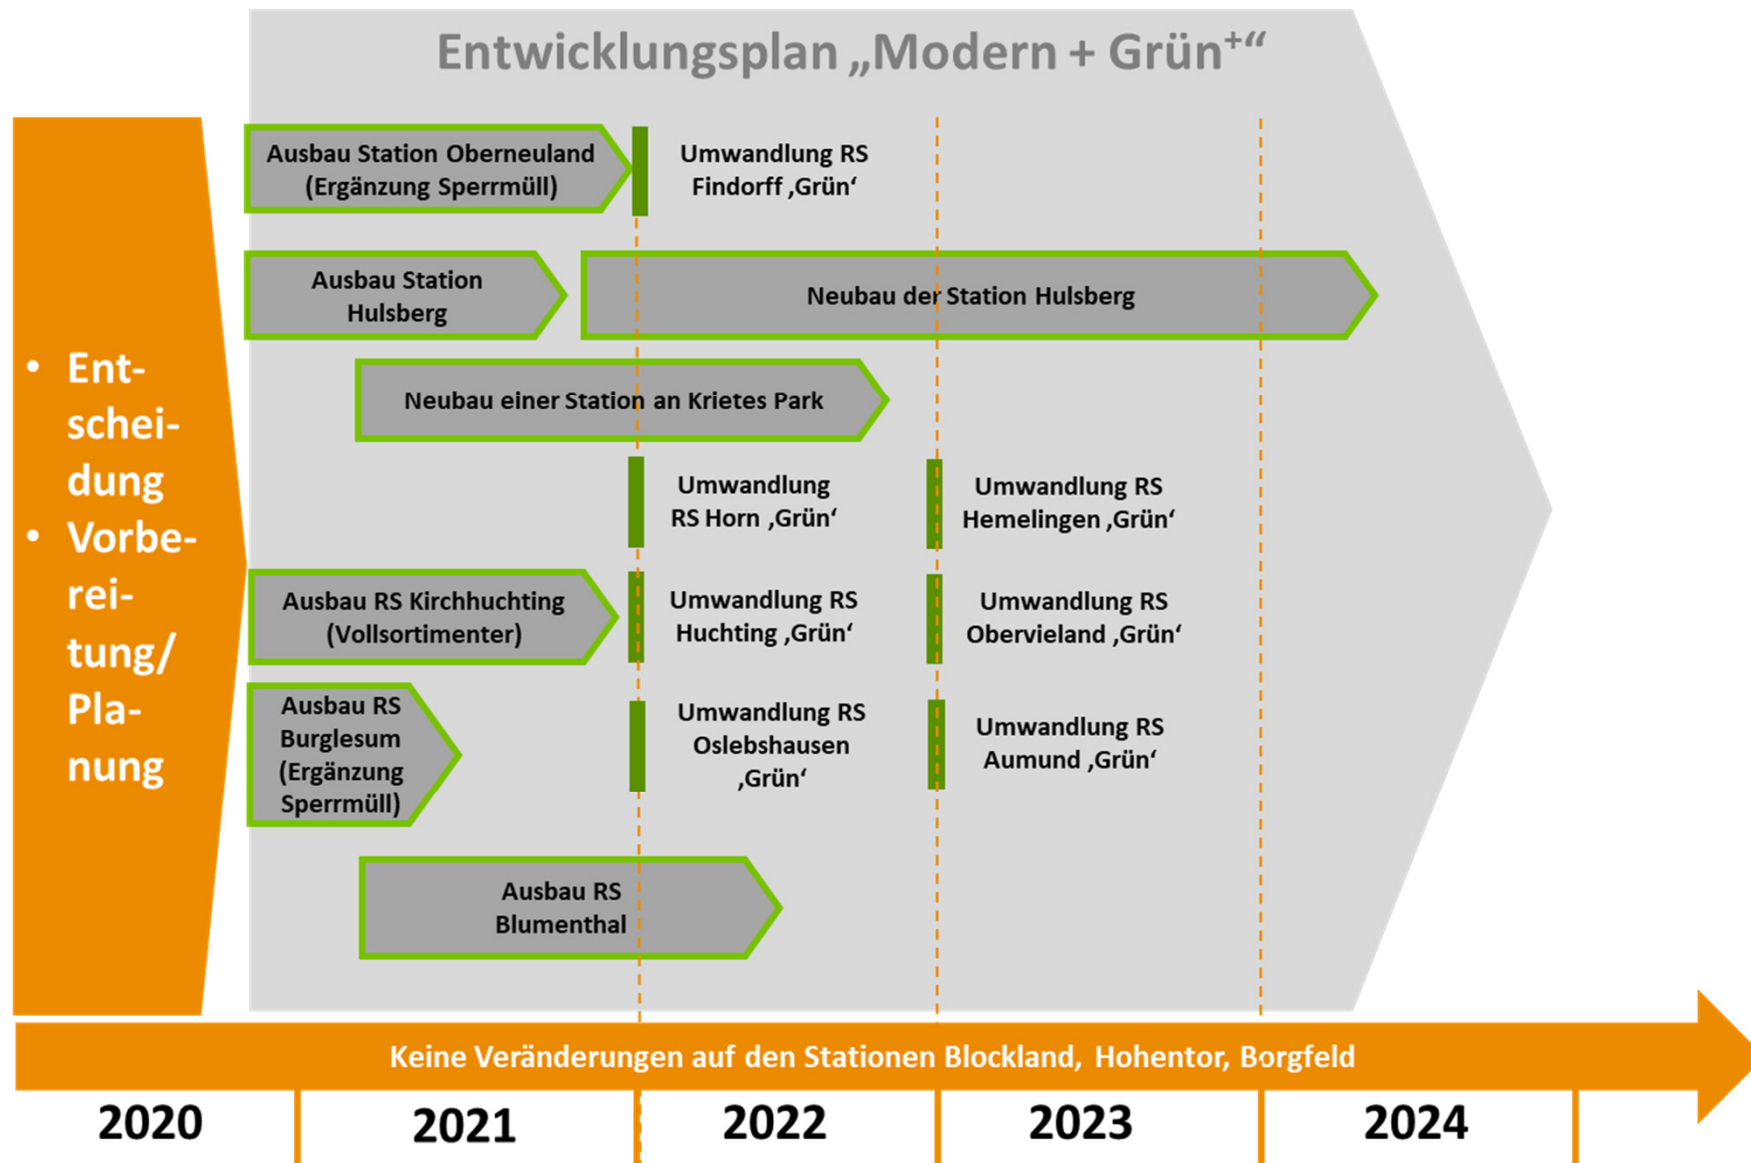 Entwicklungsplan „Modern + Grün⁺“
• Ent-
schei-
dung
• Vorbe-
rei-
tung/
Pla-
nung
Ausbau Station Oberneuland
(Ergänzung Sperrmüll)
Umwandlung RS
Findorff ‚Grün‘
Ausbau Station
Hulsberg
Neubau der Station Hulsberg
Neubau einer Station an Krietes Park
Umwandlung
RS Horn ‚Grün‘
Umwandlung RS
Hemelingen ‚Grün‘
Ausbau RS Kirchhuchting
(Vollsortimenter)
Umwandlung RS
Huchting ‚Grün‘
Umwandlung RS
Obervieland ‚Grün‘
Ausbau RS
Burglesum
(Ergänzung
Sperrmüll)
Umwandlung RS
Oslebshausen
‚Grün‘
Umwandlung RS
Aumund ‚Grün‘
Ausbau RS
Blumenthal
Keine Veränderungen auf den Stationen Blockland, Hohentor, Borgfeld
2020 2021 2022 2023 2024